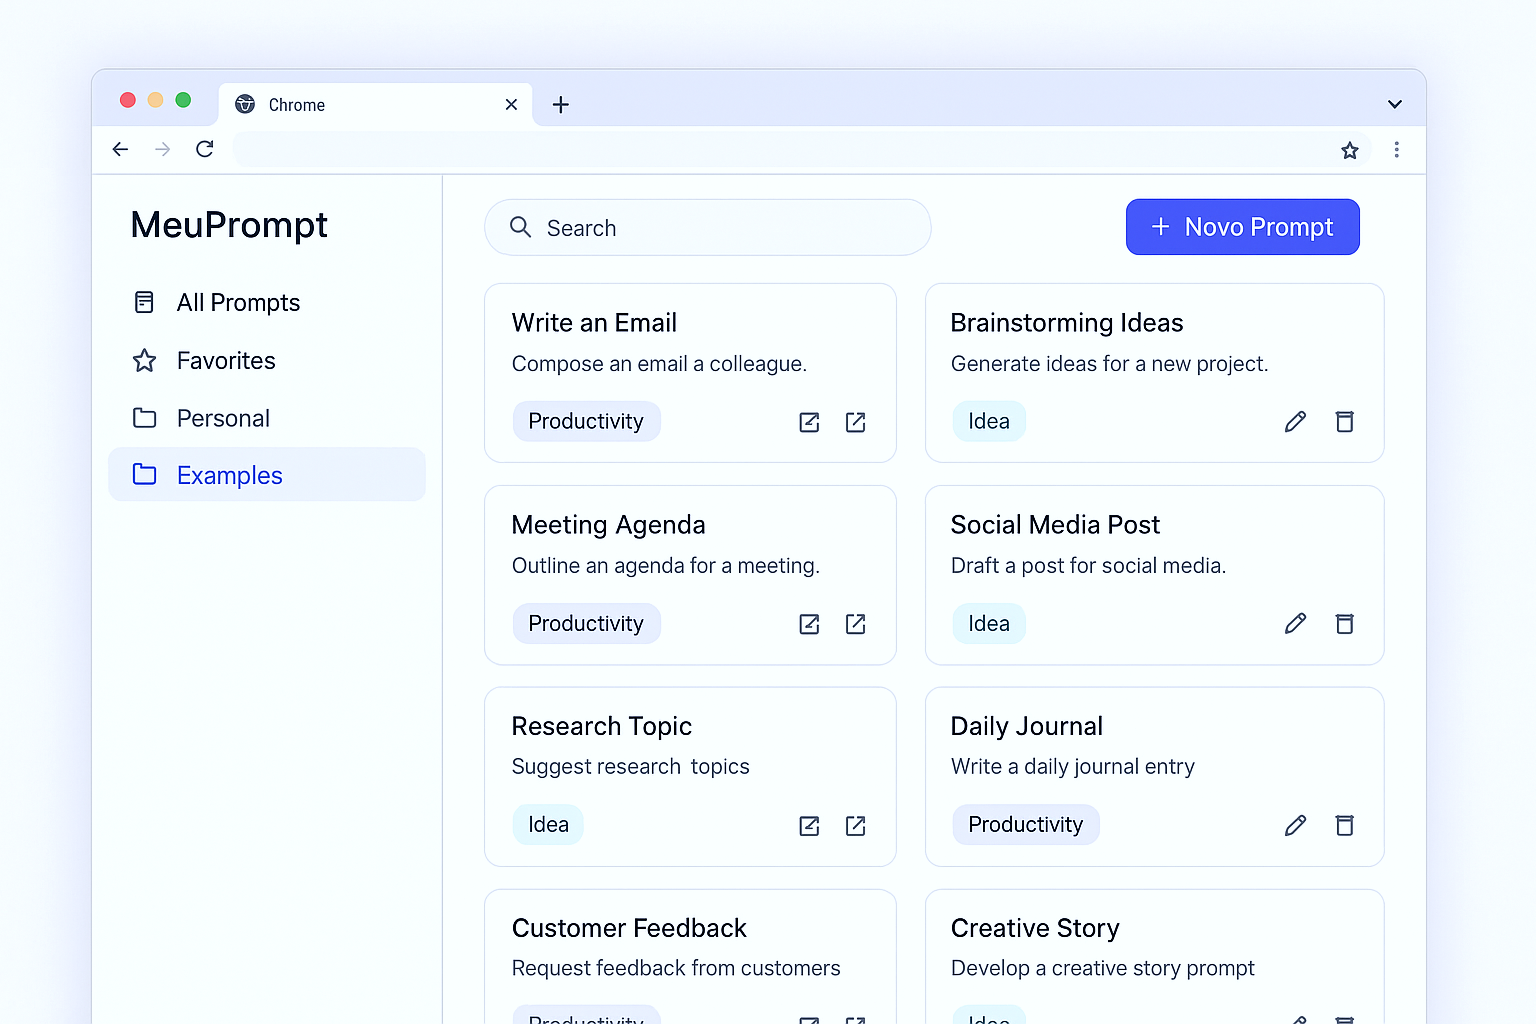 Chrome
MeuPrompt
All Prompts
Favorites
Personal
Examples
Search
+ Novo Prompt
Write an Email
Compose an email a colleague.
Productivity
Brainstorming Ideas
Generate ideas for a new project.
Idea
Meeting Agenda
Outline an agenda for a meeting.
Productivity
Social Media Post
Draft a post for social media.
Idea
Research Topic
Suggest research topics
Idea
Daily Journal
Write a daily journal entry
Productivity
Customer Feedback
Request feedback from customers
Productivity
Creative Story
Develop a creative story prompt
Idea